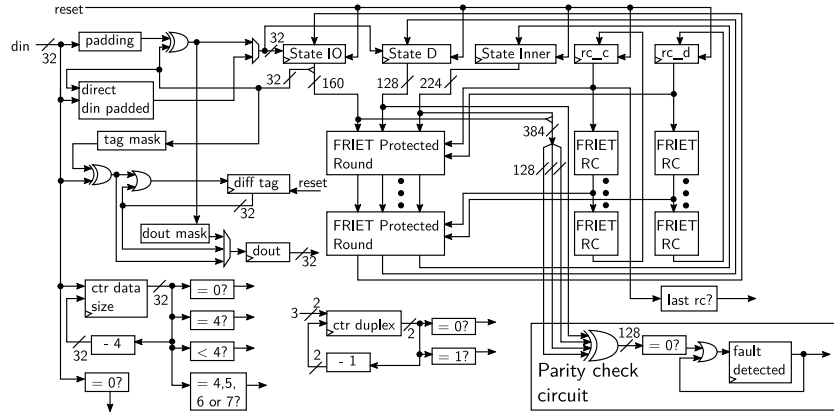 reset
din
32
padding
32
State IO
State D
State Inner
rc_c
rc_d
direct
din padded
32
160
128
224
tag mask
FRIET Protected
Round
384
128
FRIET
RC
FRIET
RC
diff tag
reset
32
dout mask
dout
32
FRIET Protected
Round
FRIET
RC
FRIET
RC
ctr data
size
32
= 0?
= 4?
< 4?
= 4,5,
6 or 7?
- 4
32
= 0?
3
2
ctr duplex
2
= 0?
= 1?
- 1
2
last rc?
128
= 0?
fault
detected
Parity check
circuit